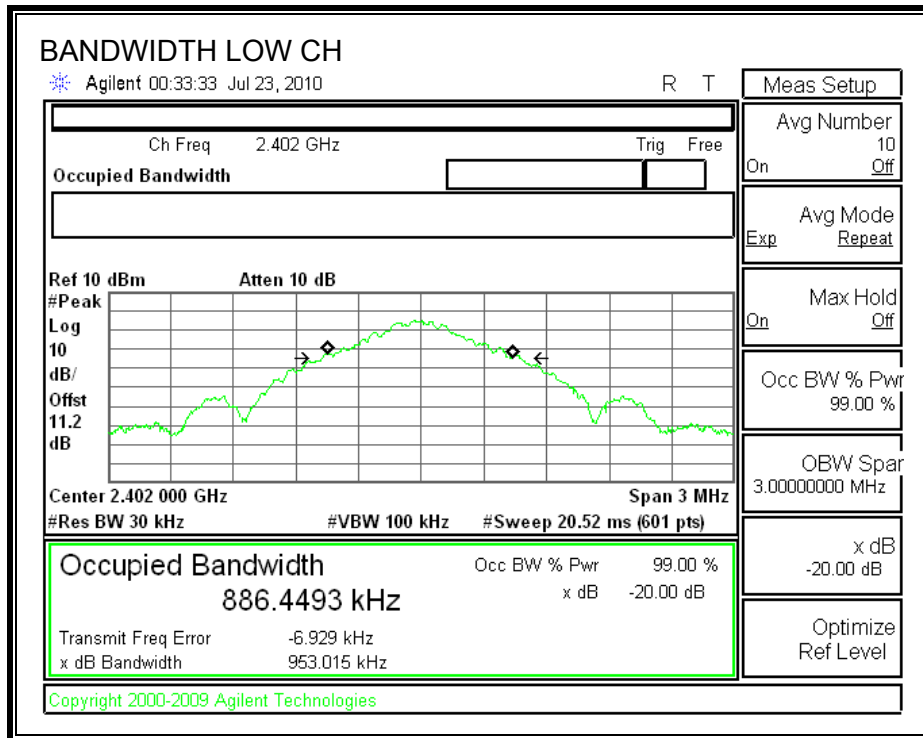 BANDWIDTH LOW CH
Agilent 00:33:33 Jul 23, 2010 R T
Ch Freq 2.402 GHz Trig Free
Occupied Bandwidth
Ref 10 dBm Atten 10 dB
#Peak
Log
10
dB/
Offst
11.2
dB
Center 2.402 000 GHz Span 3 MHz
#Res BW 30 kHz #VBW 100 kHz #Sweep 20.52 ms (601 pts)
Occupied Bandwidth
886.4493 kHz
Occ BW % Pwr 99.00 %
x dB -20.00 dB
Transmit Freq Error -6.929 kHz
x dB Bandwidth 953.015 kHz
Copyright 2000-2009 Agilent Technologies
Meas Setup
Avg Number
10
On Off
Avg Mode
Exp Repeat
Max Hold
On Off
Occ BW % Pwr
99.00 %
OBW Span
3.00000000 MHz
x dB
-20.00 dB
Optimize
Ref Level